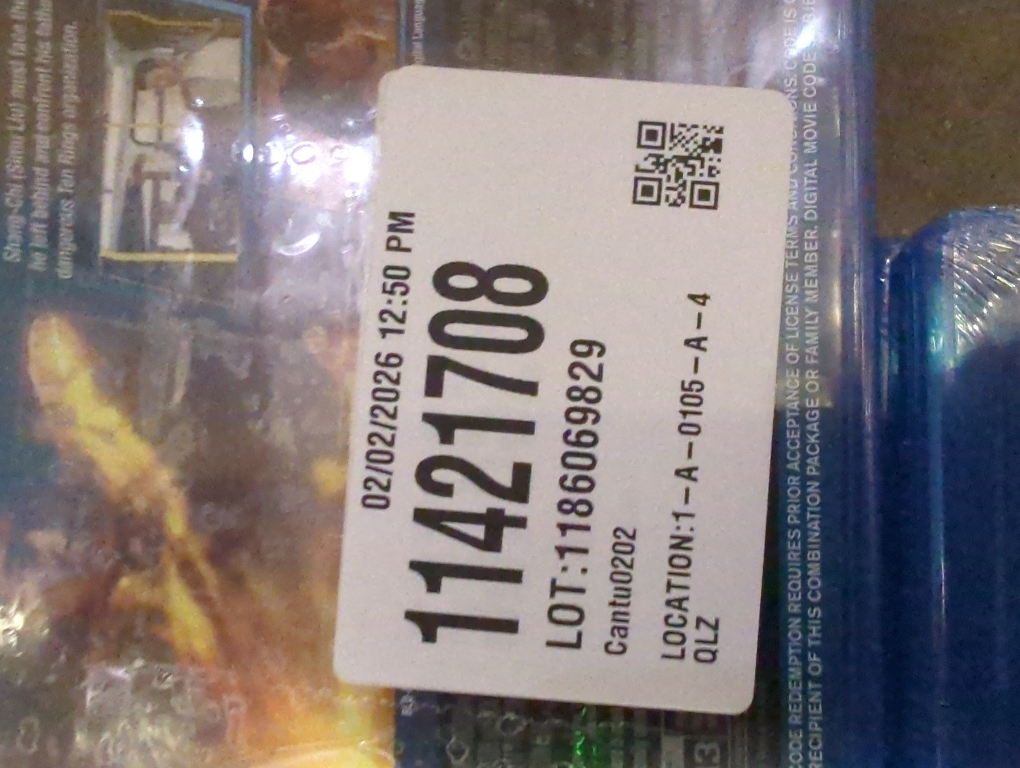 Shang-Chi (Simu Liu) must face the
he left behind and confront his fathe
dangerous Ten Rings organization.
02/02/2026 12:50 PM
11421708
LOT:1186069829
Cantu0202
LOCATION:1-A-0105-A-4
QLZ
CODE REDEMPTION REQUIRES PRIOR ACCEPTANCE OF LICENSE TERMS AND CONDITIONS. CODE IS
RECIPIENT OF THIS COMBINATION PACKAGE OR FAMILY MEMBER. DIGITAL MOVIE CODE